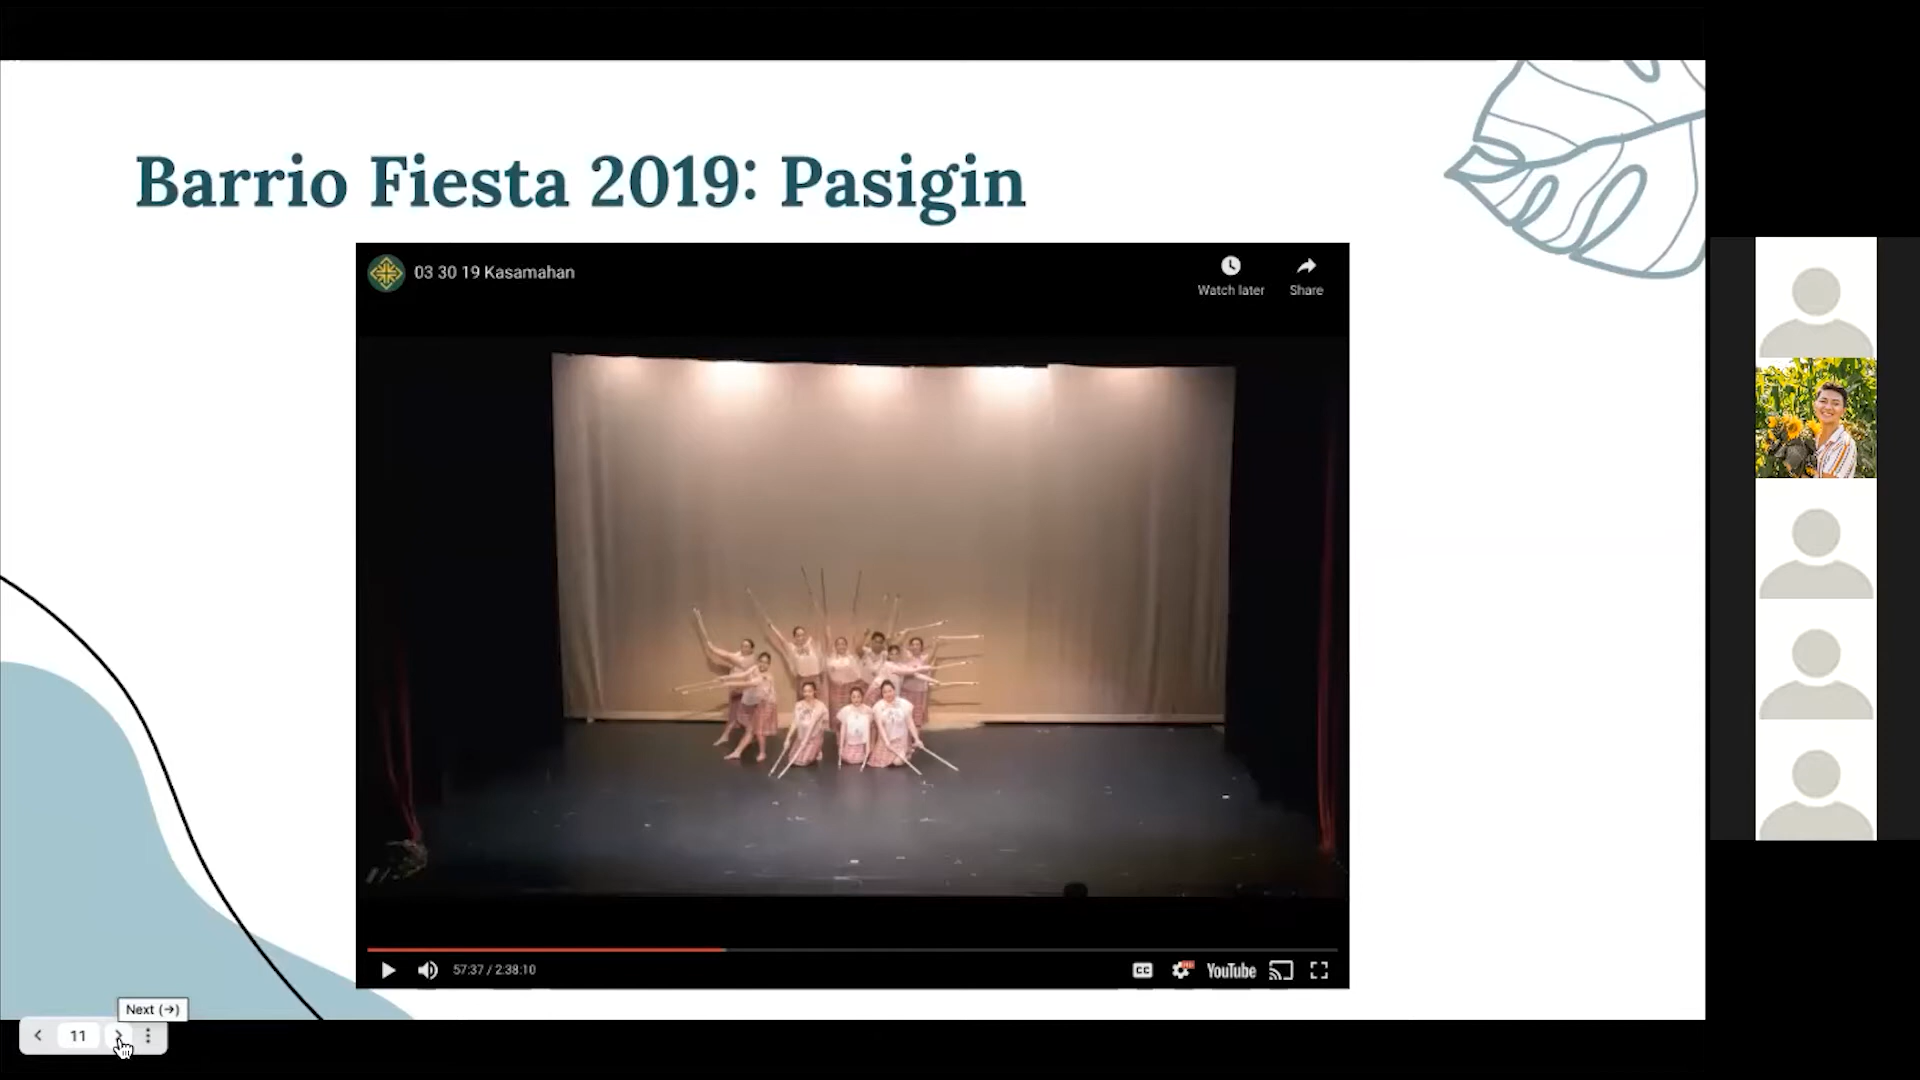 Barrio Fiesta 2019: Pasigin
03 30 19 Kasamahan
Watch later
Share
57:37 / 2:38:10
CC
YouTube
Next (→)
11